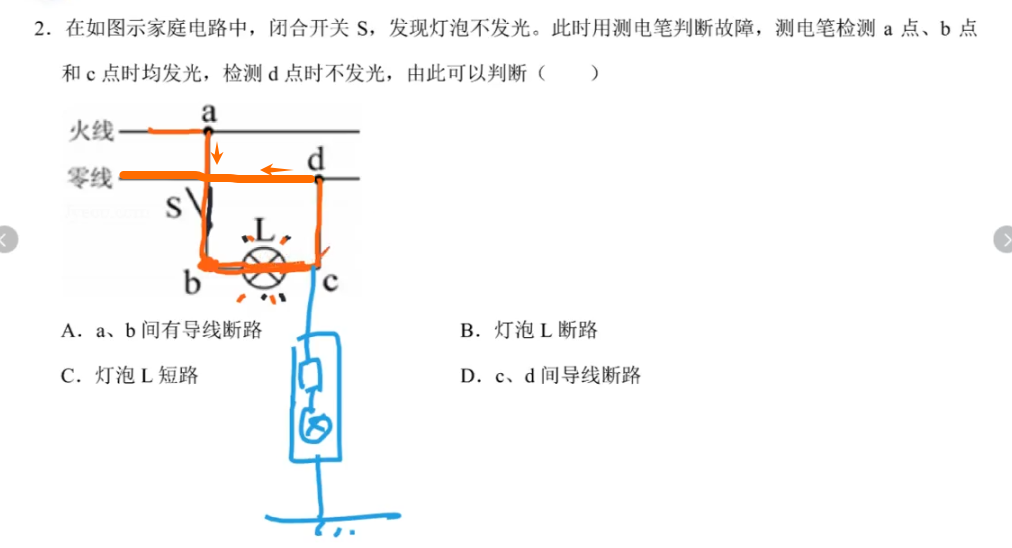 2. 在如图示家庭电路中，闭合开关 S，发现灯泡不发光。此时用测电笔判断故障，测电笔检测 a 点、b 点
和 c 点时均发光，检测 d 点时不发光，由此可以判断（　　）
a
火线
d
零线
S
L
b
c
A. a、b 间有导线断路
B. 灯泡 L 断路
C. 灯泡 L 短路
D. c、d 间导线断路